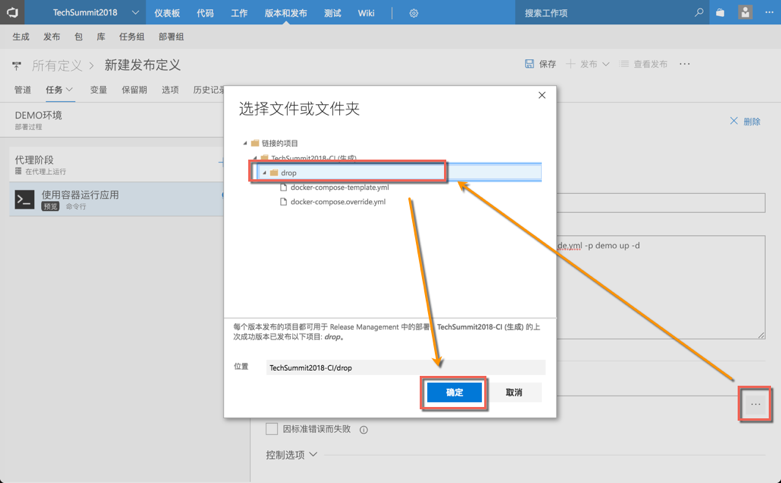 TechSummit2018
仪表板 代码 工作 版本和发布 测试 Wiki
搜索工作项
生成 发布 包 库 任务组 部署组
所有定义 > 新建发布定义
保存 发布 查看发布
管道 任务 变量 保留期 选项 历史记录
DEMO环境
部署过程
删除
代理阶段
在代理上运行
使用容器运行应用
预览 命令行
选择文件或文件夹
链接的项目
TechSummit2018-CI (生成)
drop
docker-compose-template.yml
docker-compose.override.yml
de.yml -p demo up -d
每个版本发布的项目都可用于 Release Management 中的部署。TechSummit2018-CI (生成) 的上
次成功版本已发布以下项目: drop。
位置
TechSummit2018-CI/drop
确定 取消
因标准错误而失败
控制选项